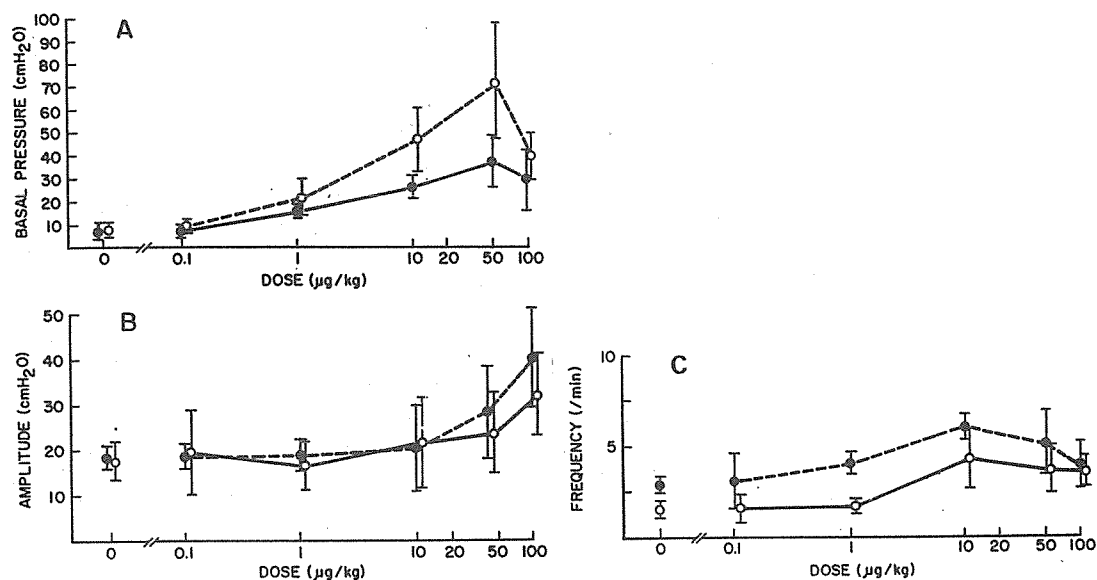 A
BASAL PRESSURE (cmH₂O)
100
90
80
70
60
50
40
30
20
10
0 0.1 1 10 20 50 100
DOSE (µg/kg)
B
AMPLITUDE (cmH₂O)
50
40
30
20
10
0 0.1 1 10 20 50 100
DOSE (µg/kg)
C
FREQUENCY (/min)
10
5
0 0.1 1 10 20 50 100
DOSE (µg/kg)